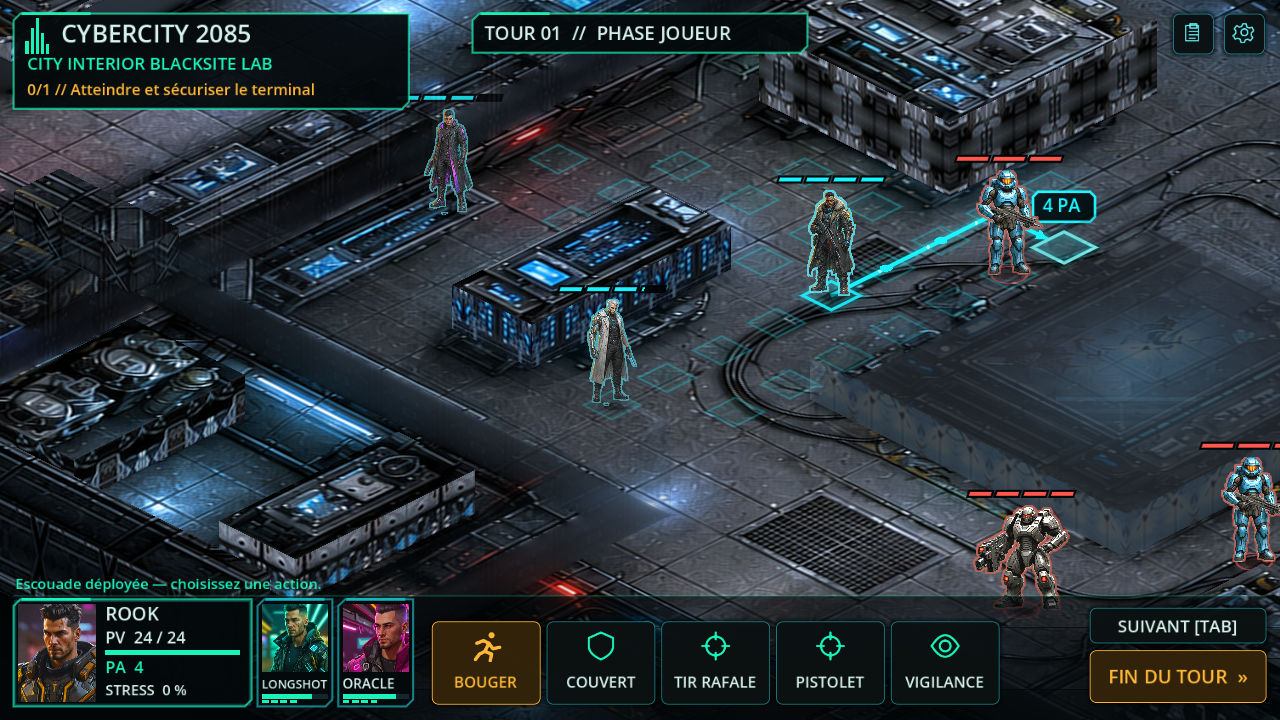 CYBERCITY 2085
CITY INTERIOR BLACKSITE LAB
0/1 // Atteindre et sécuriser le terminal
TOUR 01 // PHASE JOUEUR
4 PA
Escouade déployée — choisissez une action.
ROOK
PV 24 / 24
PA 4
STRESS 0 %
LONGSHOT
ORACLE
BOUGER
COUVERT
TIR RAFALE
PISTOLET
VIGILANCE
SUIVANT [TAB]
FIN DU TOUR »